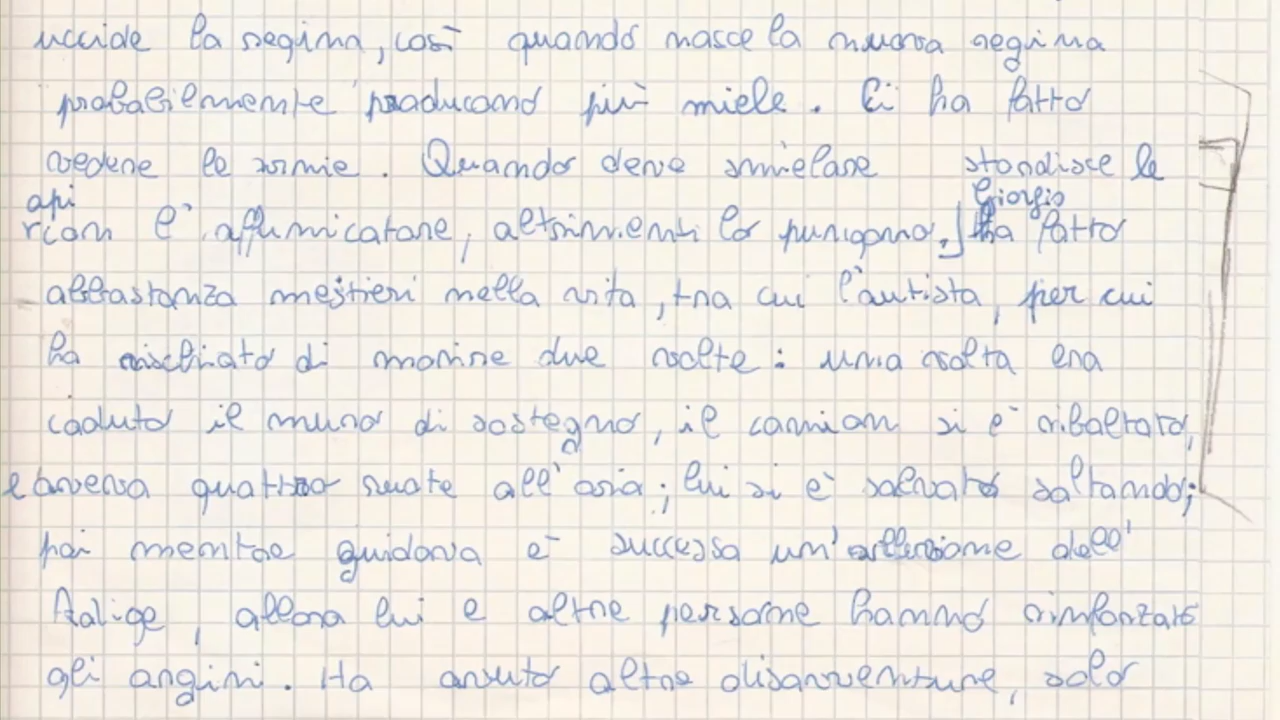 uccide la regina, così quando nasce la nuova regina
probabilmente producono più miele. Ci ha fatto
vedere le arnie. Quando deve smielare stordisce le
api
con l'affumicatore, altrimenti lo pungono. Giorgio ha fatto
abbastanza mestieri nella vita, tra cui l'autista, per cui
ha rischiato di morire due volte: una volta era
caduto il muro di sostegno, il camion si è ribaltato,
e aveva quattro ruote all'aria; lui si è salvato saltando;
poi mentre guidava è successa un'alluvione dell'
Adige, allora lui e altre persone hanno rinforzato
gli argini. Ha avuto altre disavventure, solo